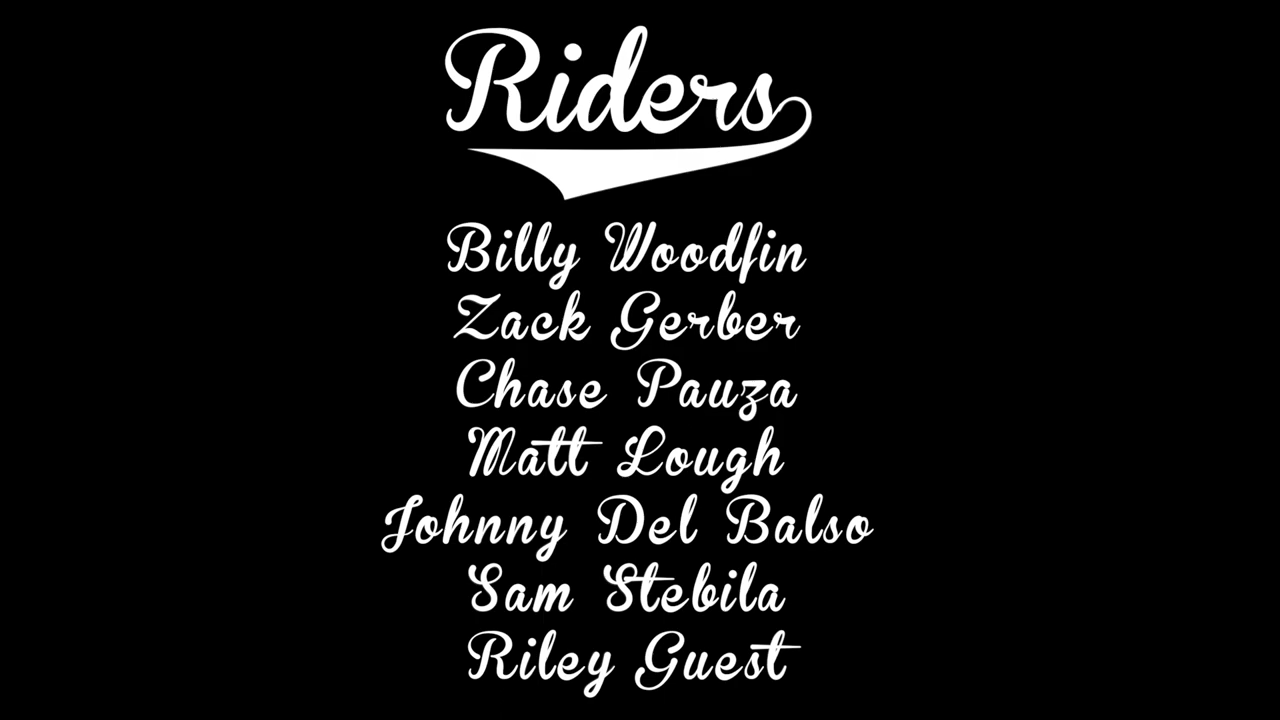 Riders
Billy Woodfin
Zack Gerber
Chase Pauza
Matt Lough
Johnny Del Balso
Sam Stebila
Riley Guest